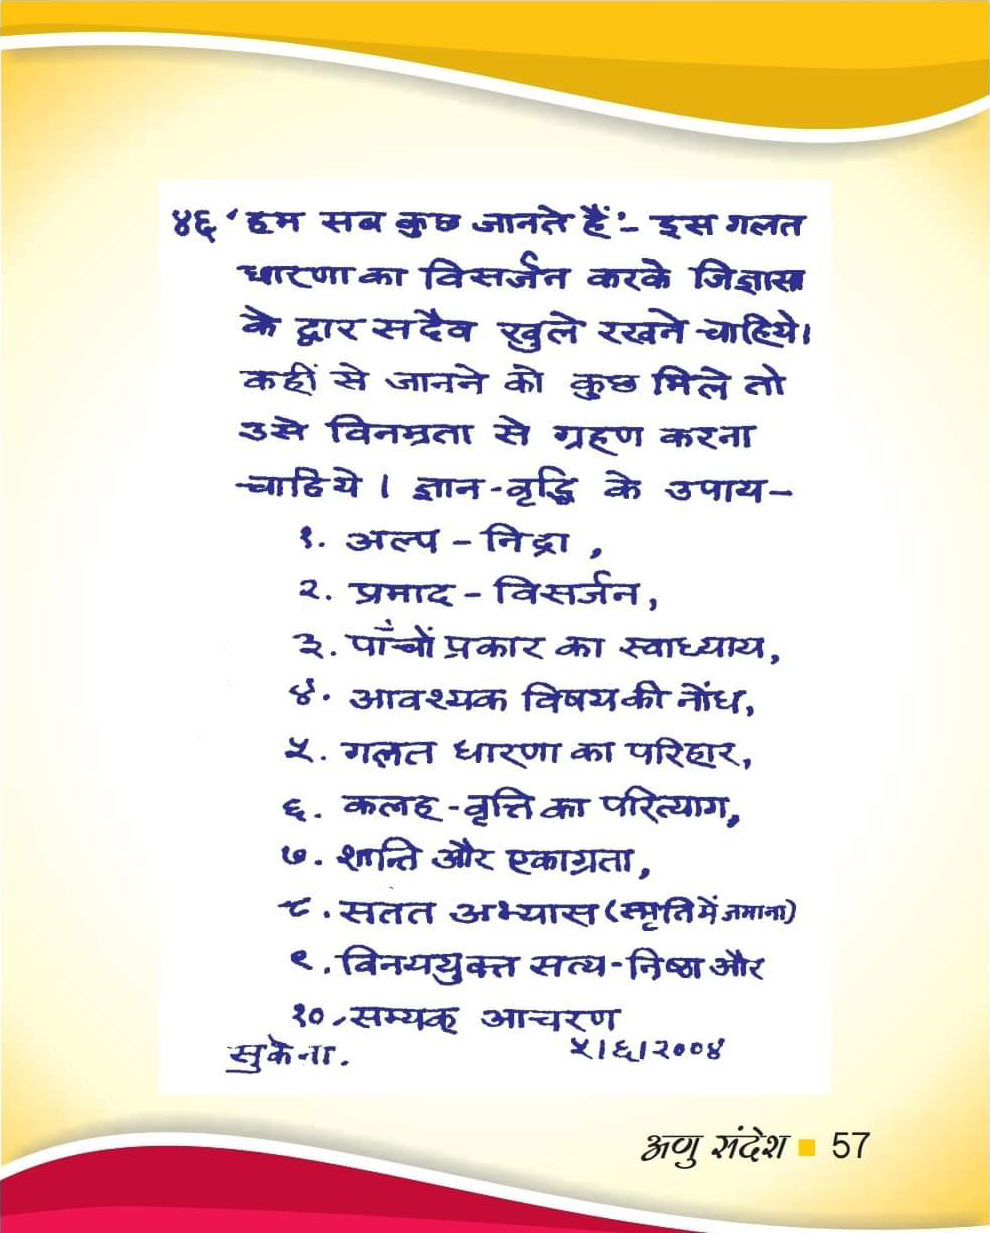 ४६ 'हम सब कुछ जानते हैं'- इस गलत
धारणा का विसर्जन करके जिज्ञासा
के द्वार सदैव खुले रखने चाहिये।
कहीं से जानने को कुछ मिले तो
उसे विनम्रता से ग्रहण करना
चाहिये । ज्ञान-वृद्धि के उपाय-
१. अल्प - निद्रा ,
२. प्रमाद - विसर्जन,
३. पाँचों प्रकार का स्वाध्याय,
४. आवश्यक विषय की नोंध,
५. गलत धारणा का परिहार,
६. कलह -वृत्ति का परित्याग,
७. शान्ति और एकाग्रता,
८. सतत अभ्यास (स्मृति में जमाना)
९. विनययुक्त सत्य-निष्ठा और
१०. सम्यक् आचरण
सुकेना. ५।६।२००४
अणु संदेश 57